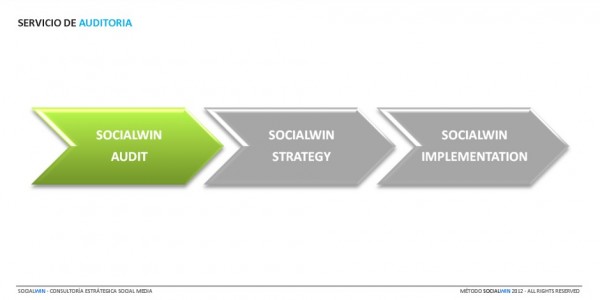 SERVICIO DE AUDITORIA
SOCIALWIN
AUDIT
SOCIALWIN
STRATEGY
SOCIALWIN
IMPLEMENTATION
SOCIALWIN - CONSULTORÍA ESTRÁTEGICA SOCIAL MEDIA
MÉTODO SOCIALWIN 2012 - ALL RIGHTS RESERVED